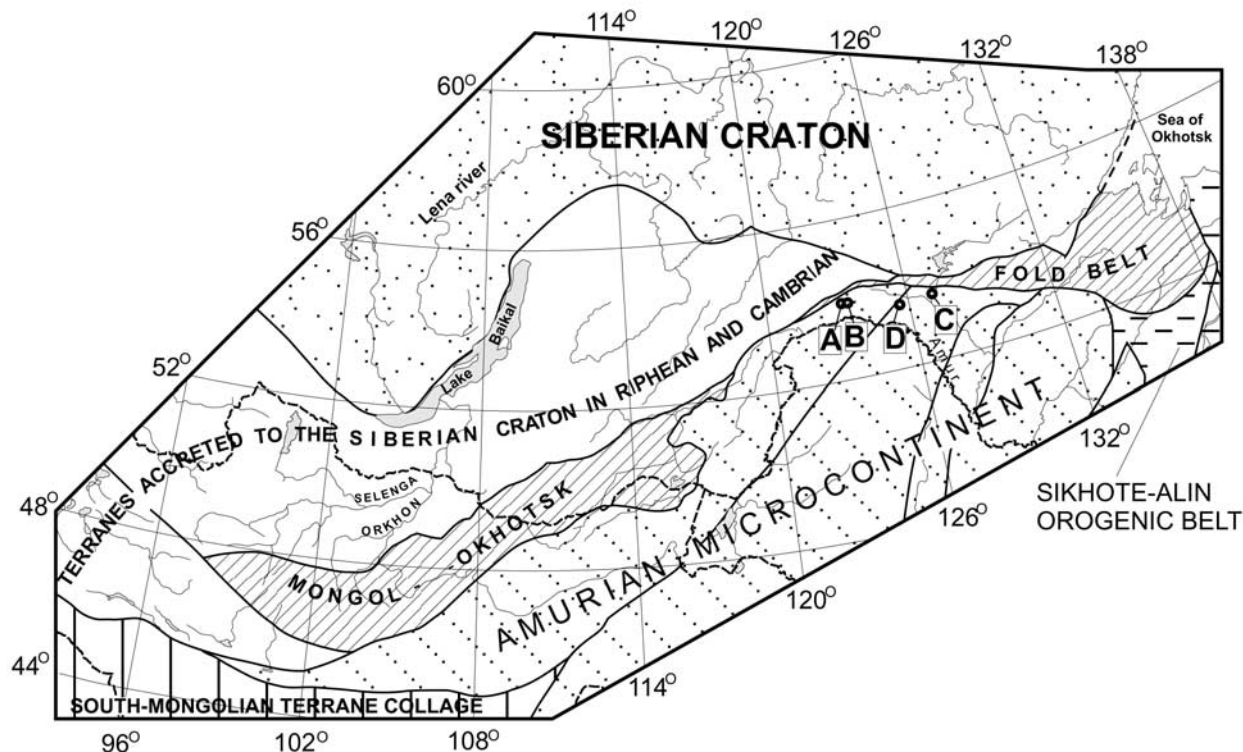 114°
120°
126°
132°
138°
60°
Sea of
Okhotsk
SIBERIAN CRATON
Lena river
56°
FOLD BELT
Lake Baikal
A
B
D
C
Amur
52°
TERRANES ACCRETED TO THE SIBERIAN CRATON IN RIPHEAN AND CAMBRIAN
132°
SELENGA
ORKHON
48°
126°
SIKHOTE-ALIN
OROGENIC BELT
MONGOL - OKHOTSK
AMURIAN MICROCONTINENT
120°
44°
114°
SOUTH-MONGOLIAN TERRANE COLLAGE
96°
102°
108°